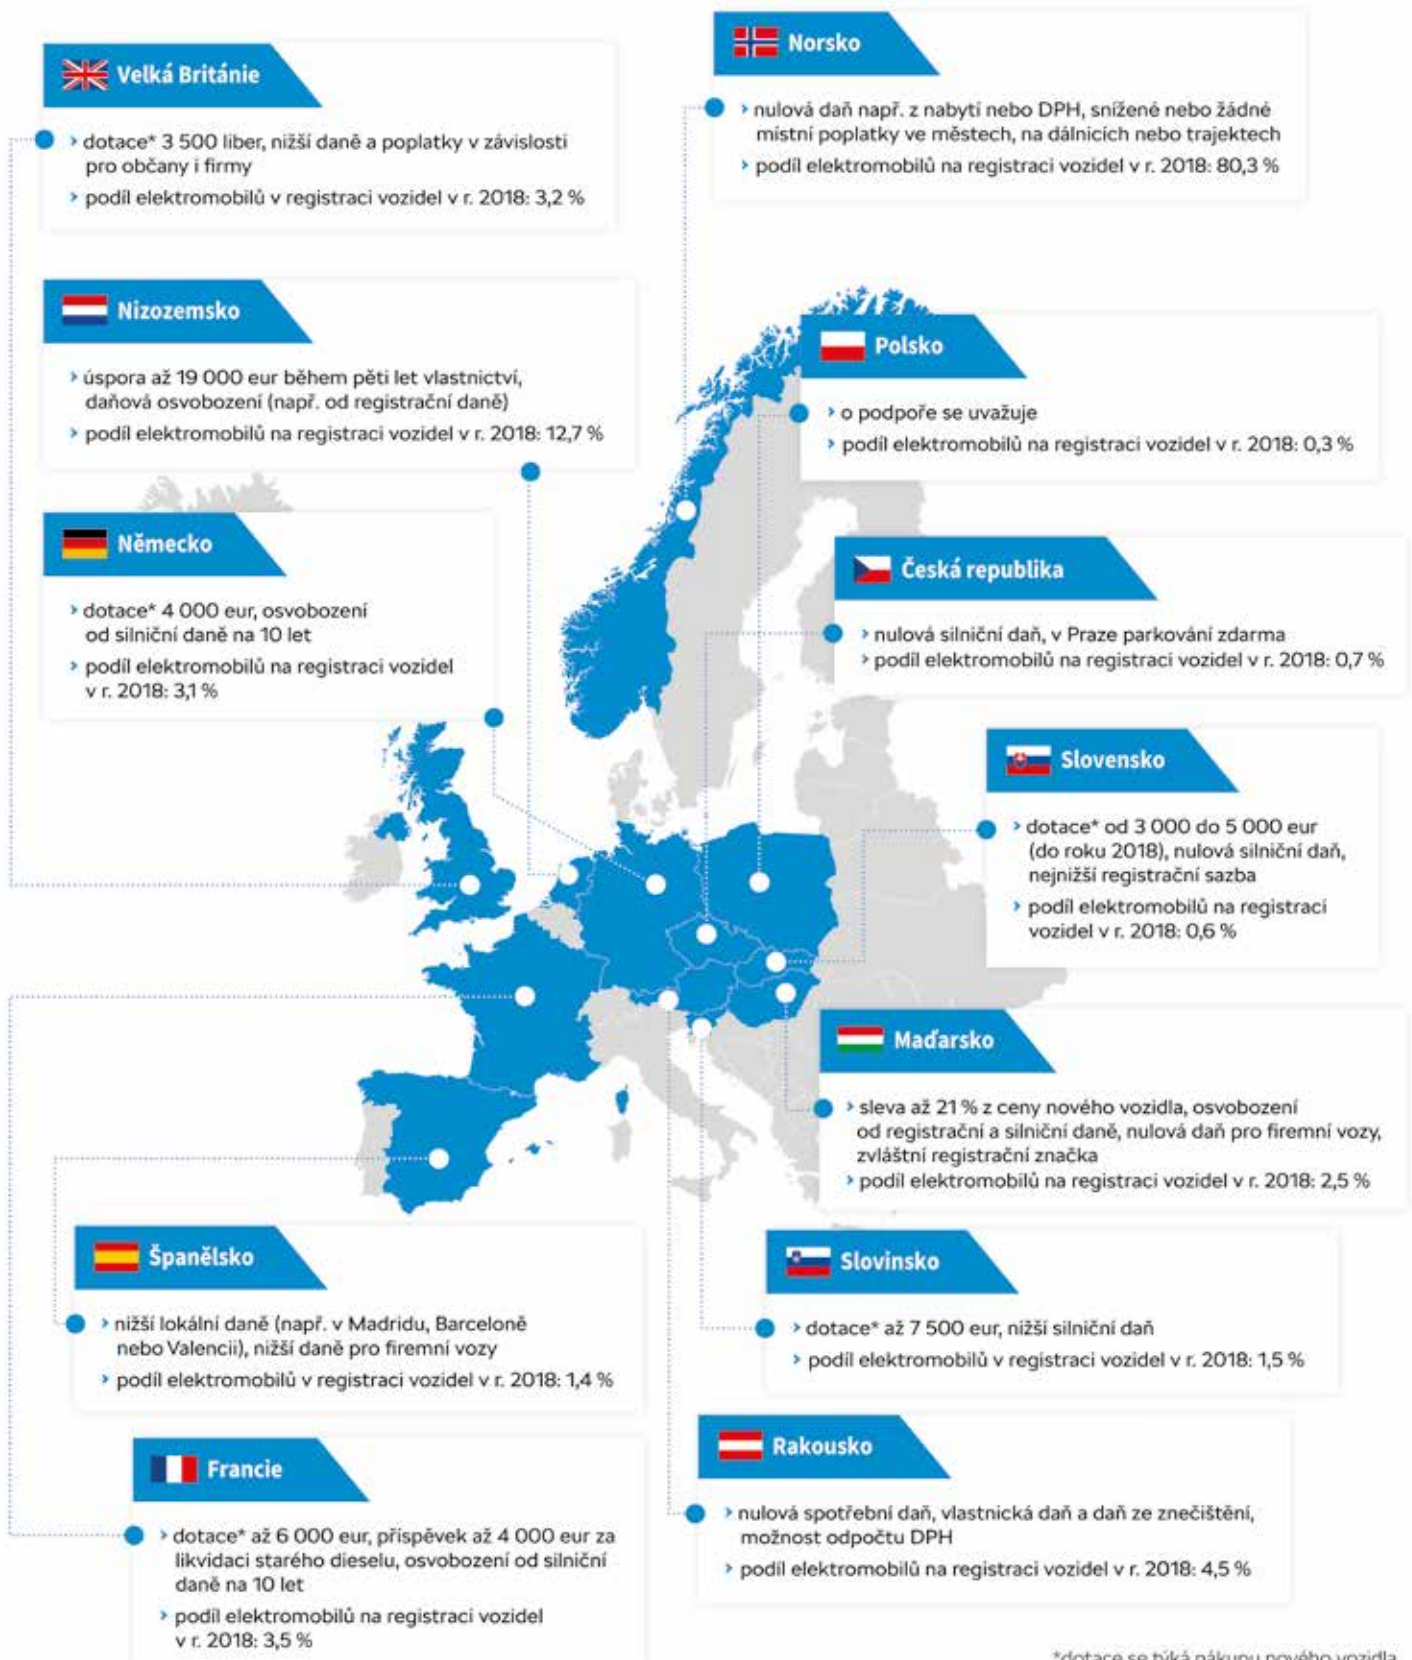 Velká Británie
› dotace* 3 500 liber, nižší daně a poplatky v závislosti
pro občany i firmy
› podíl elektromobilů v registraci vozidel v r. 2018: 3,2 %
Norsko
› nulová daň např. z nabytí nebo DPH, snížené nebo žádné
místní poplatky ve městech, na dálnicích nebo trajektech
› podíl elektromobilů na registraci vozidel v r. 2018: 80,3 %
Nizozemsko
› úspora až 19 000 eur během pěti let vlastnictví,
daňová osvobození (např. od registrační daně)
› podíl elektromobilů na registraci vozidel v r. 2018: 12,7 %
Polsko
› o podpoře se uvažuje
› podíl elektromobilů na registraci vozidel v r. 2018: 0,3 %
Německo
› dotace* 4 000 eur, osvobození
od silniční daně na 10 let
› podíl elektromobilů na registraci vozidel
v r. 2018: 3,1 %
Česká republika
› nulová silniční daň, v Praze parkování zdarma
› podíl elektromobilů na registraci vozidel v r. 2018: 0,7 %
Slovensko
› dotace* od 3 000 do 5 000 eur
(do roku 2018), nulová silniční daň,
nejnižší registrační sazba
› podíl elektromobilů na registraci
vozidel v r. 2018: 0,6 %
Maďarsko
› sleva až 21 % z ceny nového vozidla, osvobození
od registrační a silniční daně, nulová daň pro firemní vozy,
zvláštní registrační značka
› podíl elektromobilů na registraci vozidel v r. 2018: 2,5 %
Španělsko
› nižší lokální daně (např. v Madridu, Barceloně
nebo Valencii), nižší daně pro firemní vozy
› podíl elektromobilů v registraci vozidel v r. 2018: 1,4 %
Slovinsko
› dotace* až 7 500 eur, nižší silniční daň
› podíl elektromobilů v registraci vozidel v r. 2018: 1,5 %
Francie
› dotace* až 6 000 eur, příspěvek až 4 000 eur za
likvidaci starého dieselu, osvobození od silniční
daně na 10 let
› podíl elektromobilů na registraci vozidel
v r. 2018: 3,5 %
Rakousko
› nulová spotřební daň, vlastnická daň a daň ze znečištění,
možnost odpočtu DPH
› podíl elektromobilů na registraci vozidel v r. 2018: 4,5 %
*dotace se týká nákupu nového vozidla